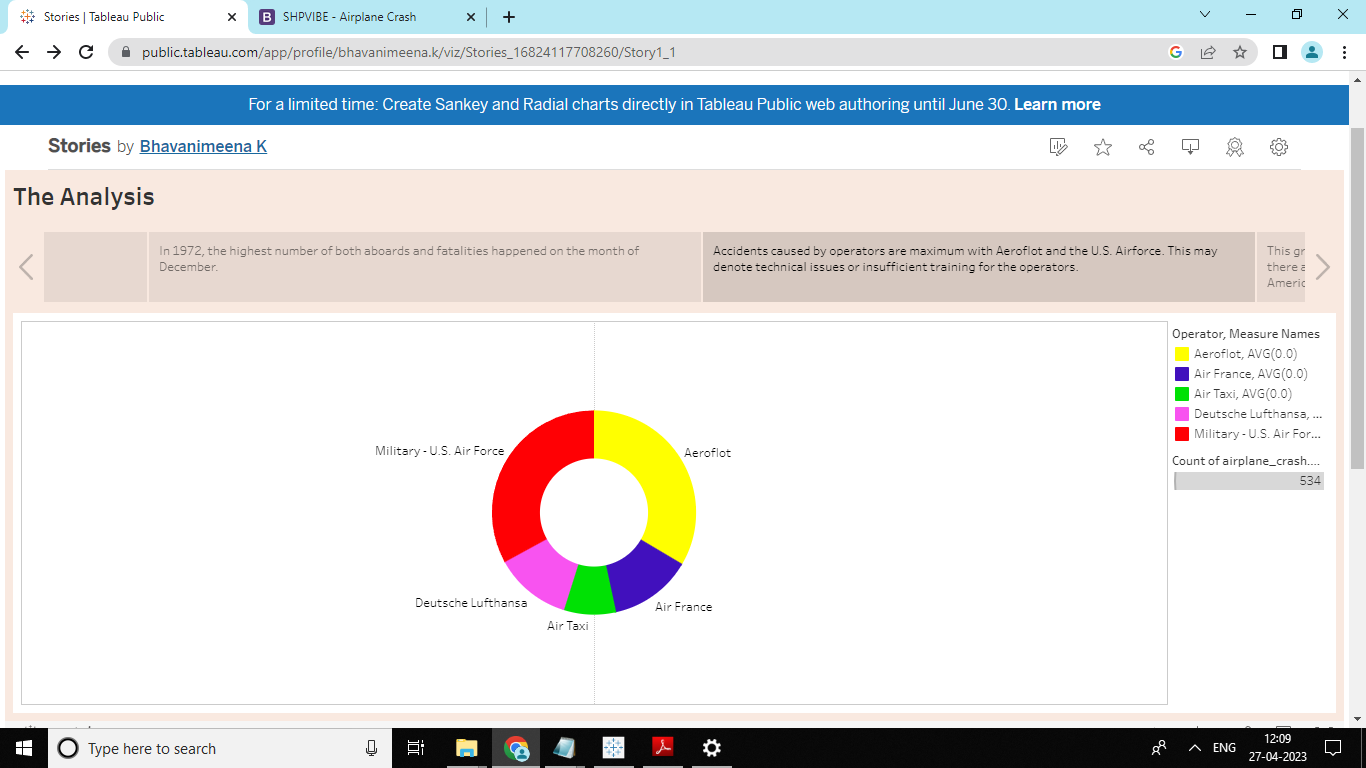 Stories | Tableau Public
SHPVIBE - Airplane Crash
public.tableau.com/app/profile/bhavanimeena.k/viz/Stories_16824117708260/Story1_1
For a limited time: Create Sankey and Radial charts directly in Tableau Public web authoring until June 30. Learn more
Stories by Bhavanimeena K
The Analysis
In 1972, the highest number of both aboards and fatalities happened on the month of
December.
Accidents caused by operators are maximum with Aeroflot and the U.S. Airforce. This may
denote technical issues or insufficient training for the operators.
This gr
there a
Americ
Operator, Measure Names
Aeroflot, AVG(0.0)
Air France, AVG(0.0)
Air Taxi, AVG(0.0)
Deutsche Lufthansa, ...
Military - U.S. Air For...
Count of airplane_crash....
534
Military - U.S. Air Force
Aeroflot
Deutsche Lufthansa
Air France
Air Taxi
Type here to search
ENG
12:09
27-04-2023